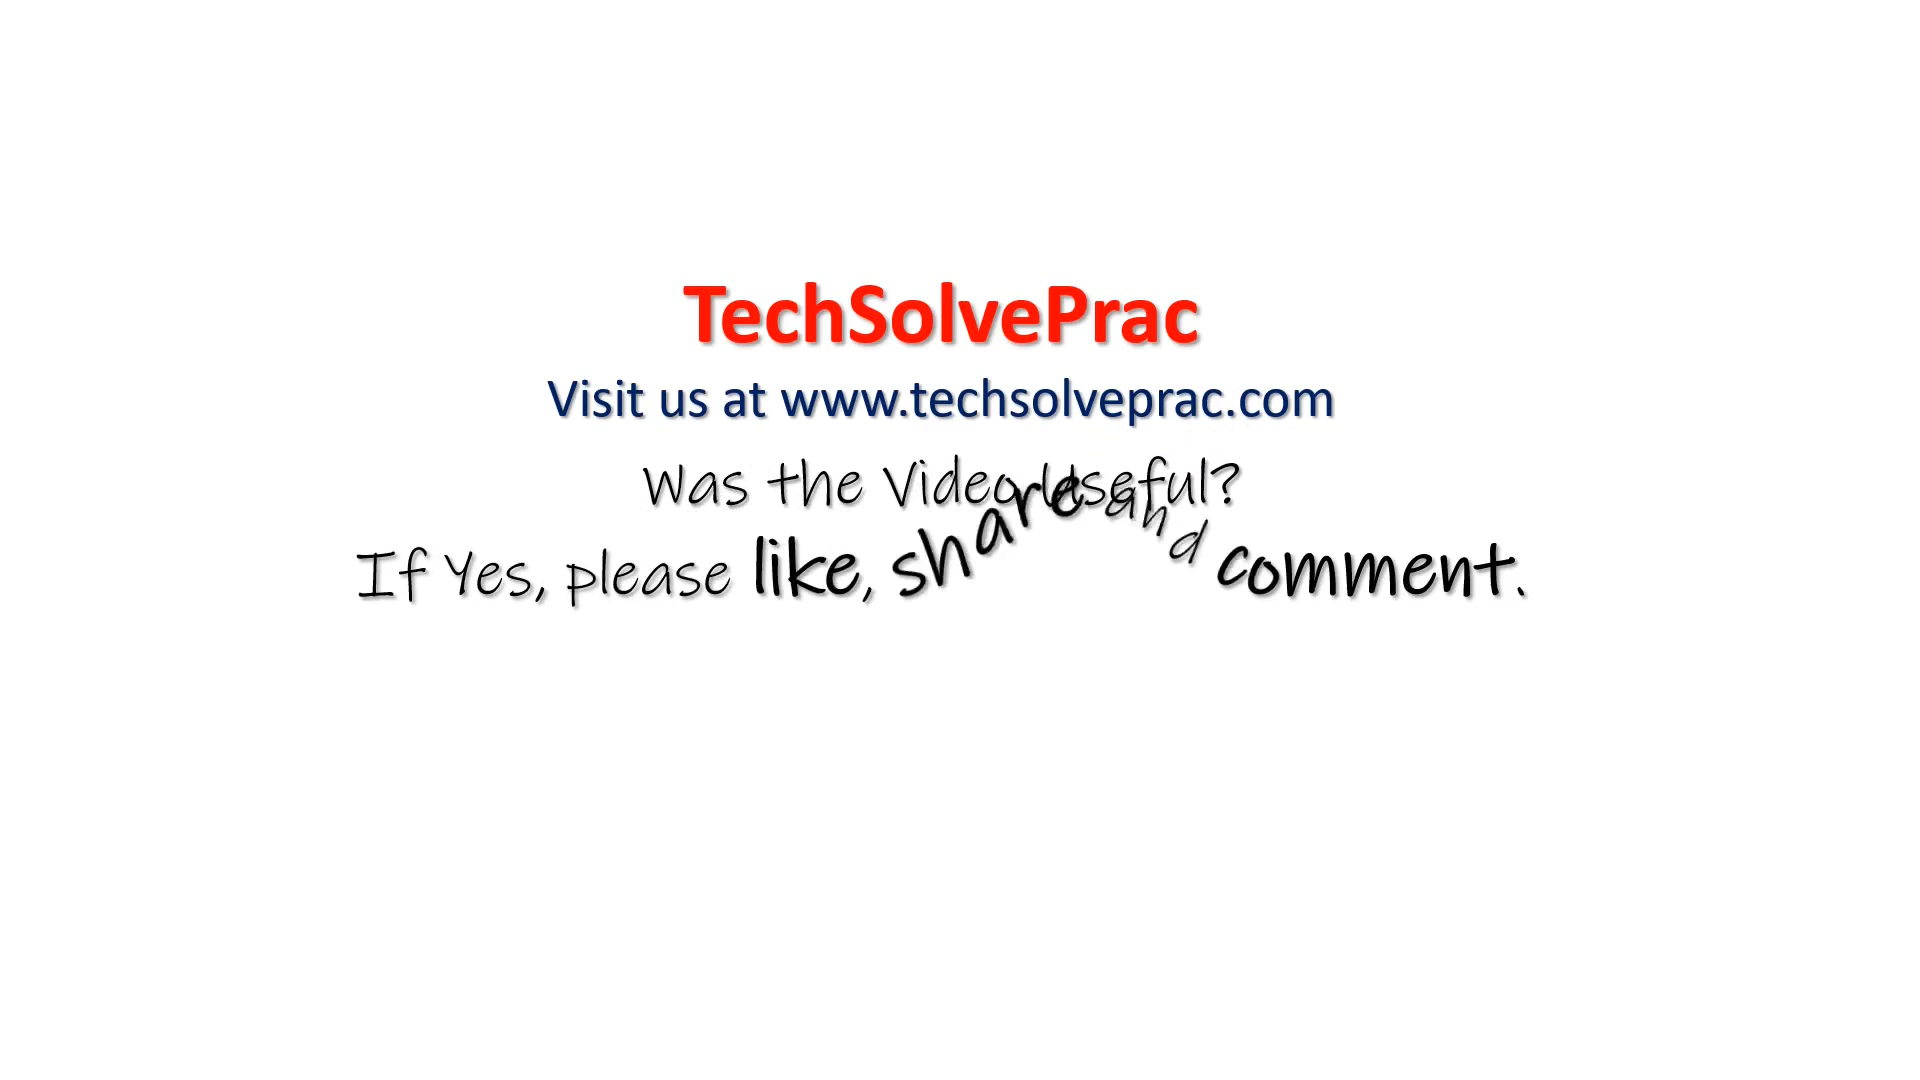 TechSolvePrac
Visit us at www.techsolveprac.com
Was the Video Useful?
If Yes, please like, share and comment.